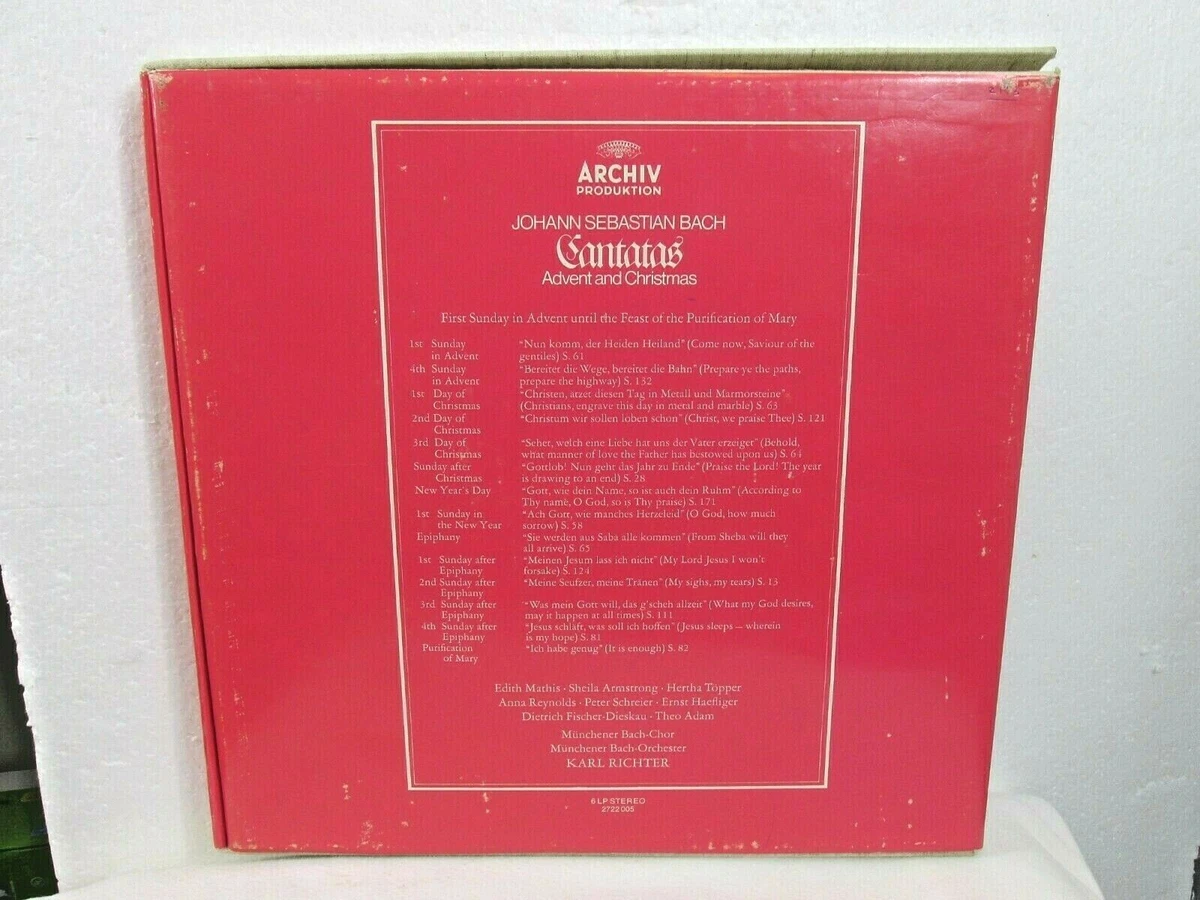 ARCHIV
PRODUKTION
JOHANN SEBASTIAN BACH
Cantatas
Advent and Christmas
First Sunday in Advent until the Feast of the Purification of Mary
1st Sunday "Nun komm, der Heiden Heiland" (Come now, Saviour of the
in Advent gentiles) S. 61
4th Sunday "Bereitet die Wege, bereitet die Bahn" (Prepare ye the paths,
in Advent prepare the highway) S. 132
1st Day of "Christen, ätzet diesen Tag in Metall und Marmorsteine"
Christmas (Christians, engrave this day in metal and marble) S. 63
2nd Day of "Christum wir sollen loben schon" (Christ, we praise Thee) S. 121
Christmas
3rd Day of "Sehet, welch eine Liebe hat uns der Vater erzeiget" (Behold,
Christmas what manner of love the Father has bestowed upon us) S. 64
Sunday after "Gottlob! Nun geht das Jahr zu Ende" (Praise the Lord! The year
Christmas is drawing to an end) S. 28
New Year's Day "Gott, wie dein Name, so ist auch dein Ruhm" (According to
Thy name, O God, so is Thy praise) S. 171
1st Sunday in "Ach Gott, wie manches Herzeleid!" (O God, how much
the New Year sorrow) S. 58
Epiphany "Sie werden aus Saba alle kommen" (From Sheba will they
all arrive) S. 65
1st Sunday after "Meinen Jesum lass ich nicht" (My Lord Jesus I won't
Epiphany forsake) S. 124
2nd Sunday after "Meine Seufzer, meine Tränen" (My sighs, my tears) S. 13
Epiphany
3rd Sunday after "Was mein Gott will, das g'scheh allzeit" (What my God desires,
Epiphany may it happen at all times) S. 111
4th Sunday after "Jesus schläft, was soll ich hoffen" (Jesus sleeps – wherein
Epiphany is my hope) S. 81
Purification "Ich habe genug" (It is enough) S. 82
of Mary
Edith Mathis · Sheila Armstrong · Hertha Töpper
Anna Reynolds · Peter Schreier · Ernst Haefliger
Dietrich Fischer-Dieskau · Theo Adam
Münchener Bach-Chor
Münchener Bach-Orchester
KARL RICHTER
6 LP STEREO
2722 005